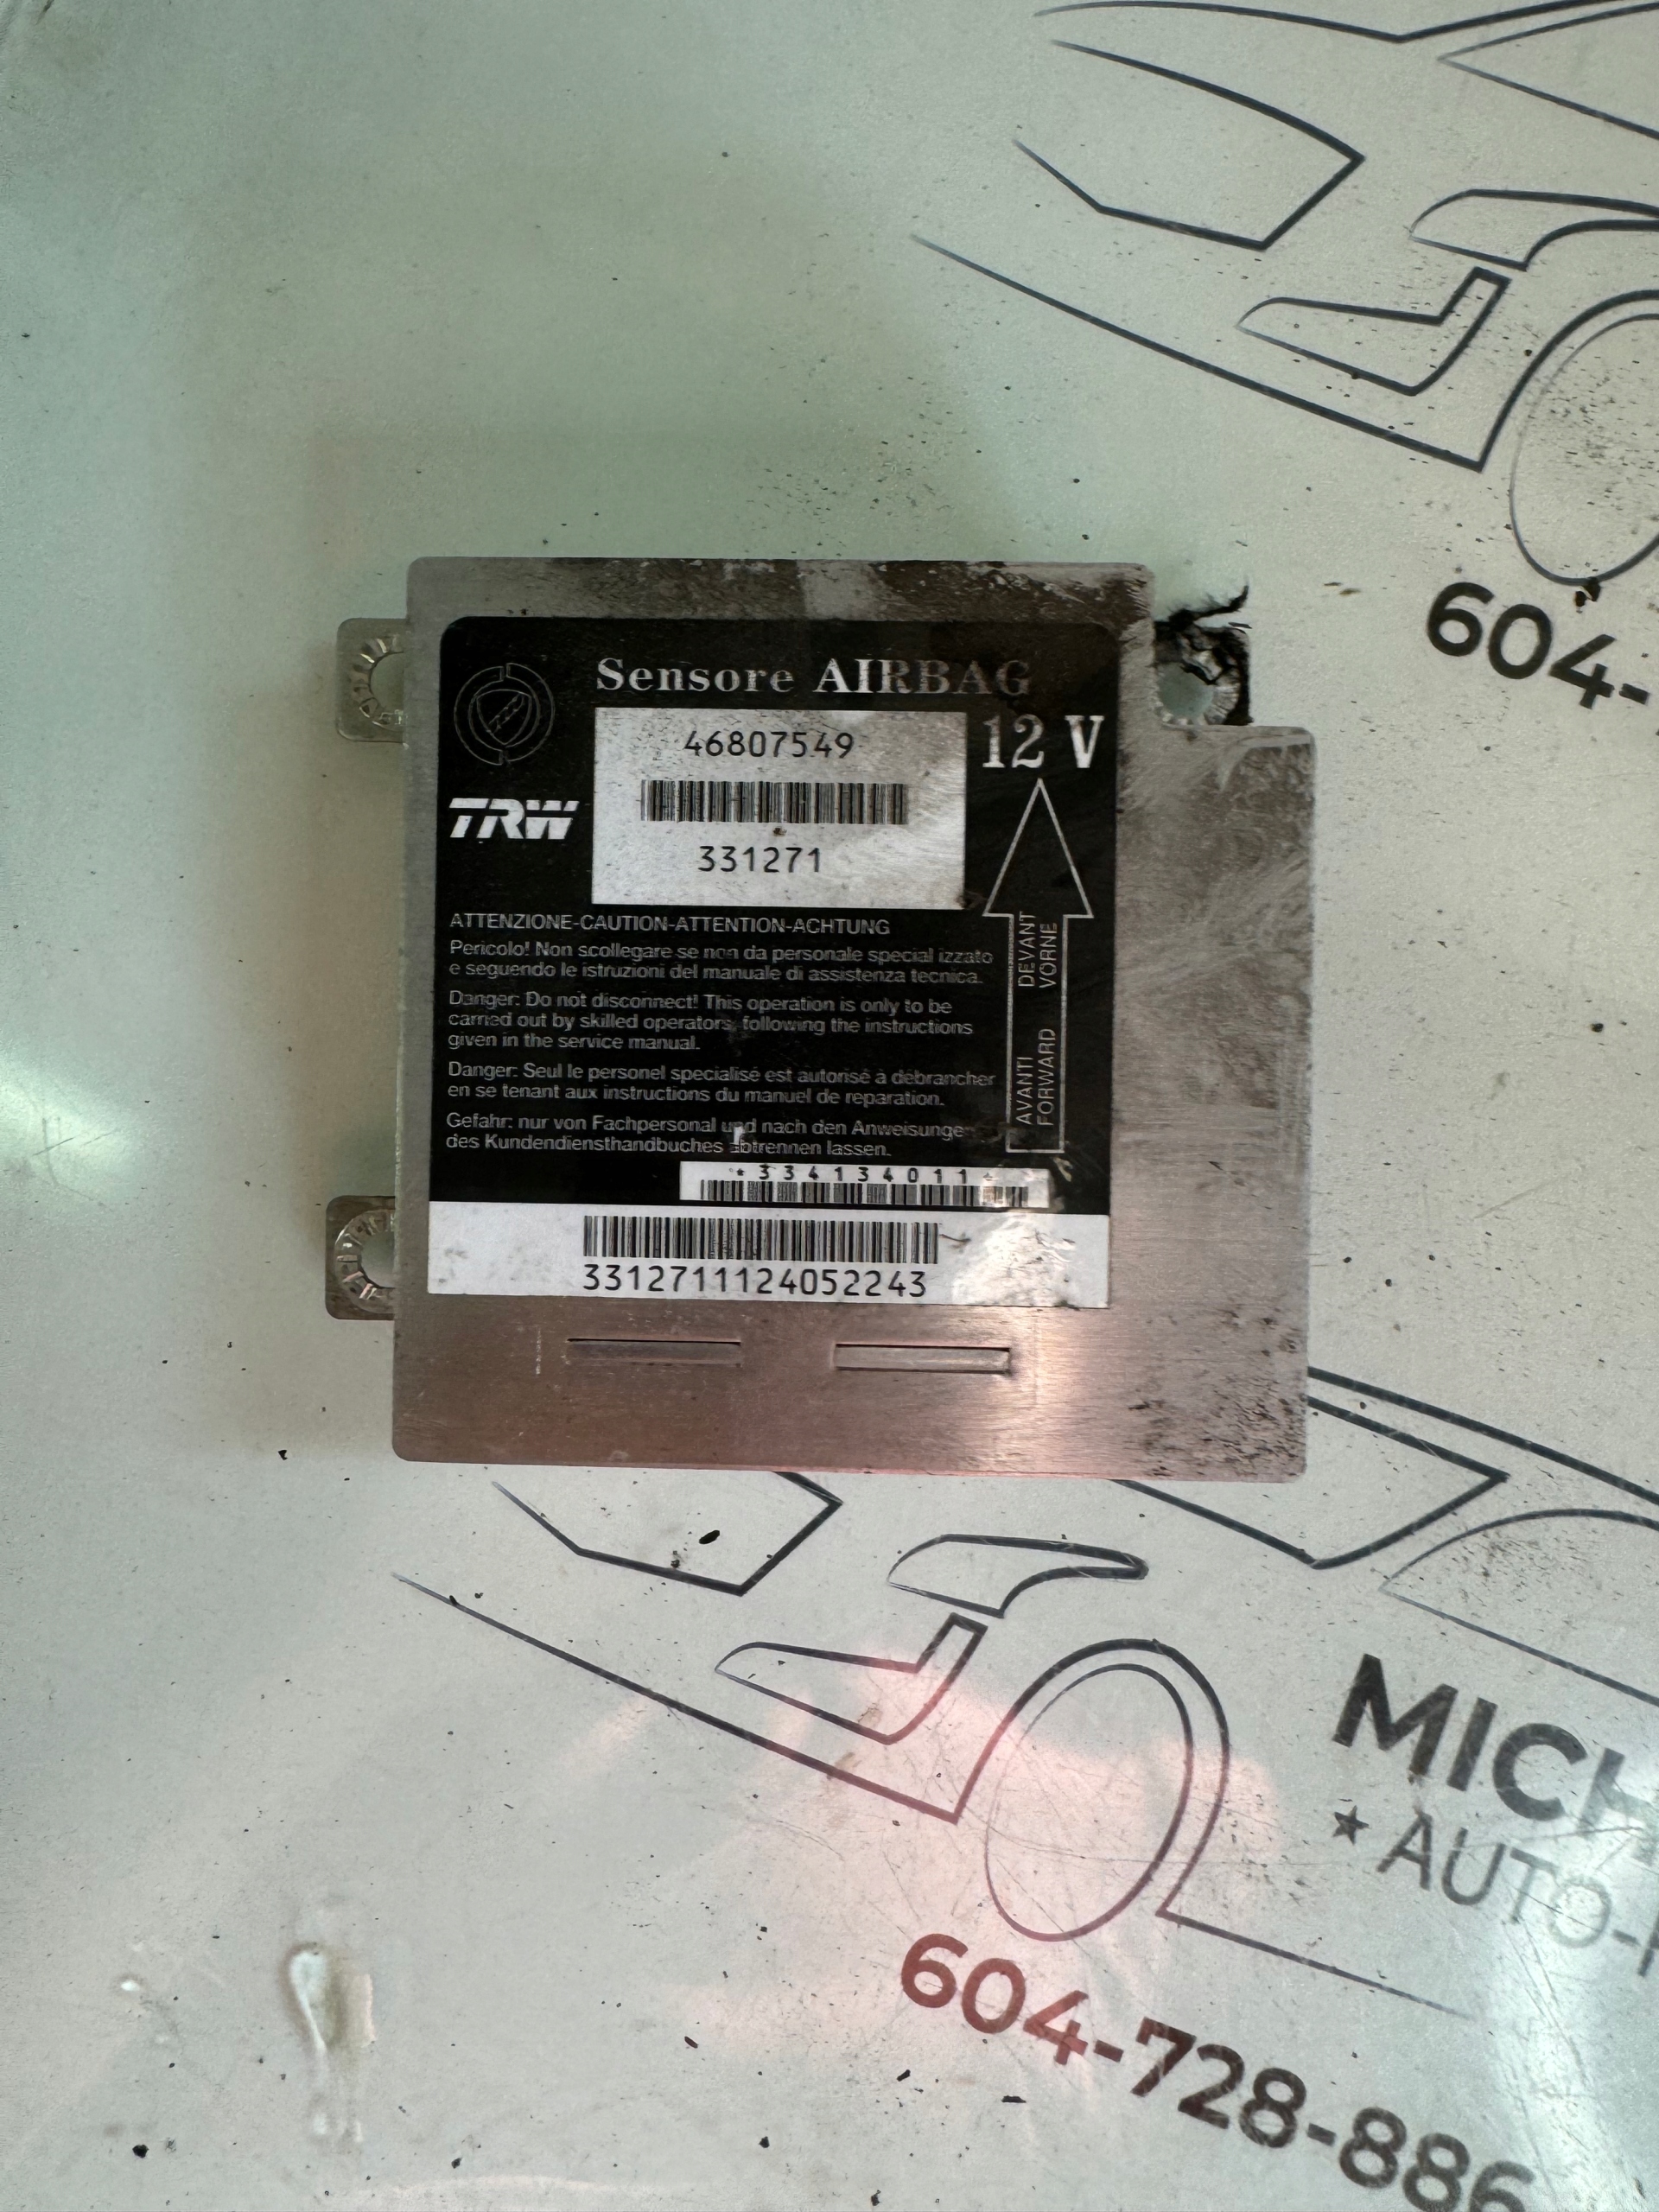 604-
Sensore AIRBAG
46807549
12 V
TRW
331271
ATTENZIONE-CAUTION-ATTENTION-ACHTUNG
Pericolo! Non scollegare se non da personale special izzato
e seguendo le istruzioni del manuale di assistenza tecnica.
Danger: Do not disconnect! This operation is only to be
carried out by skilled operators, following the instructions
given in the service manual.
Danger: Seul le personel specialisé est autorisé à débrancher
en se tenant aux instructions du manuel de reparation.
Gefahr: nur von Fachpersonal und nach den Anweisunge
des Kundendiensthandbuches abtrennen lassen.
AVANTI DEVANT
FORWARD VORNE
*334134011*
3312711124052243
MICH
★ AUTO-
604-728-886